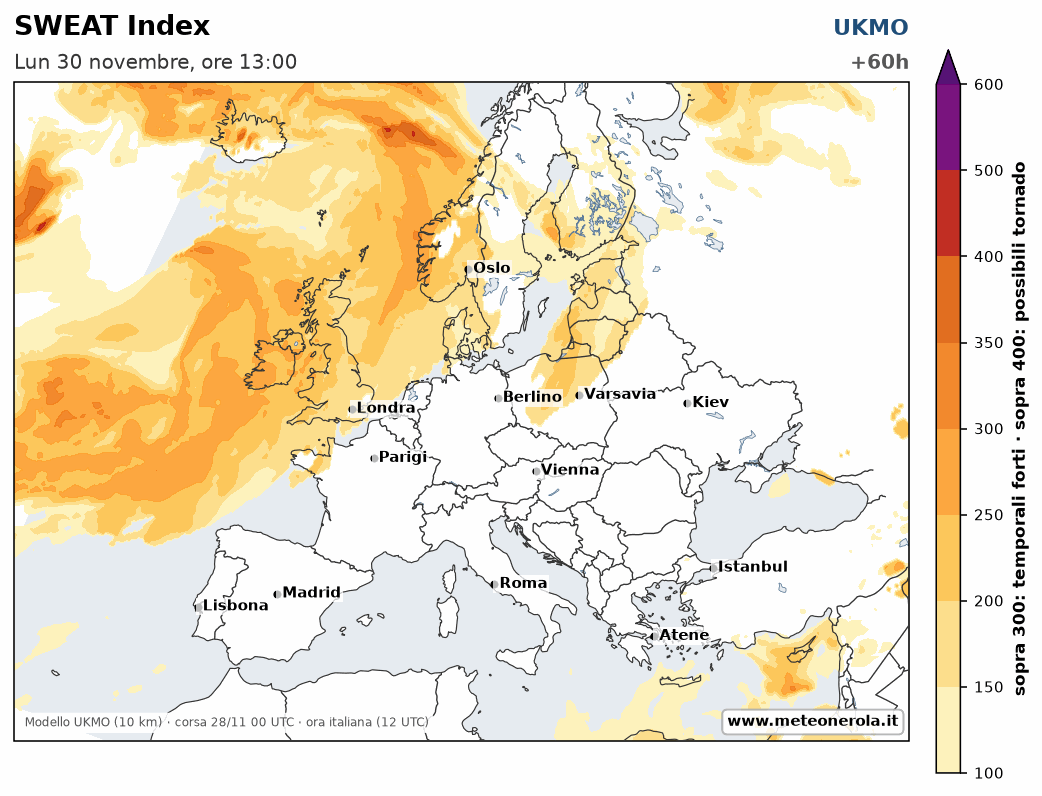 SWEAT Index
UKMO
Lun 30 novembre, ore 13:00
+60h
600
500
400
350
300
250
200
150
100
sopra 300: temporali forti · sopra 400: possibili tornado
Oslo
Londra
Berlino
Varsavia
Kiev
Parigi
Vienna
Istanbul
Roma
Madrid
Lisbona
Atene
Modello UKMO (10 km) · corsa 28/11 00 UTC · ora italiana (12 UTC)
www.meteonerola.it